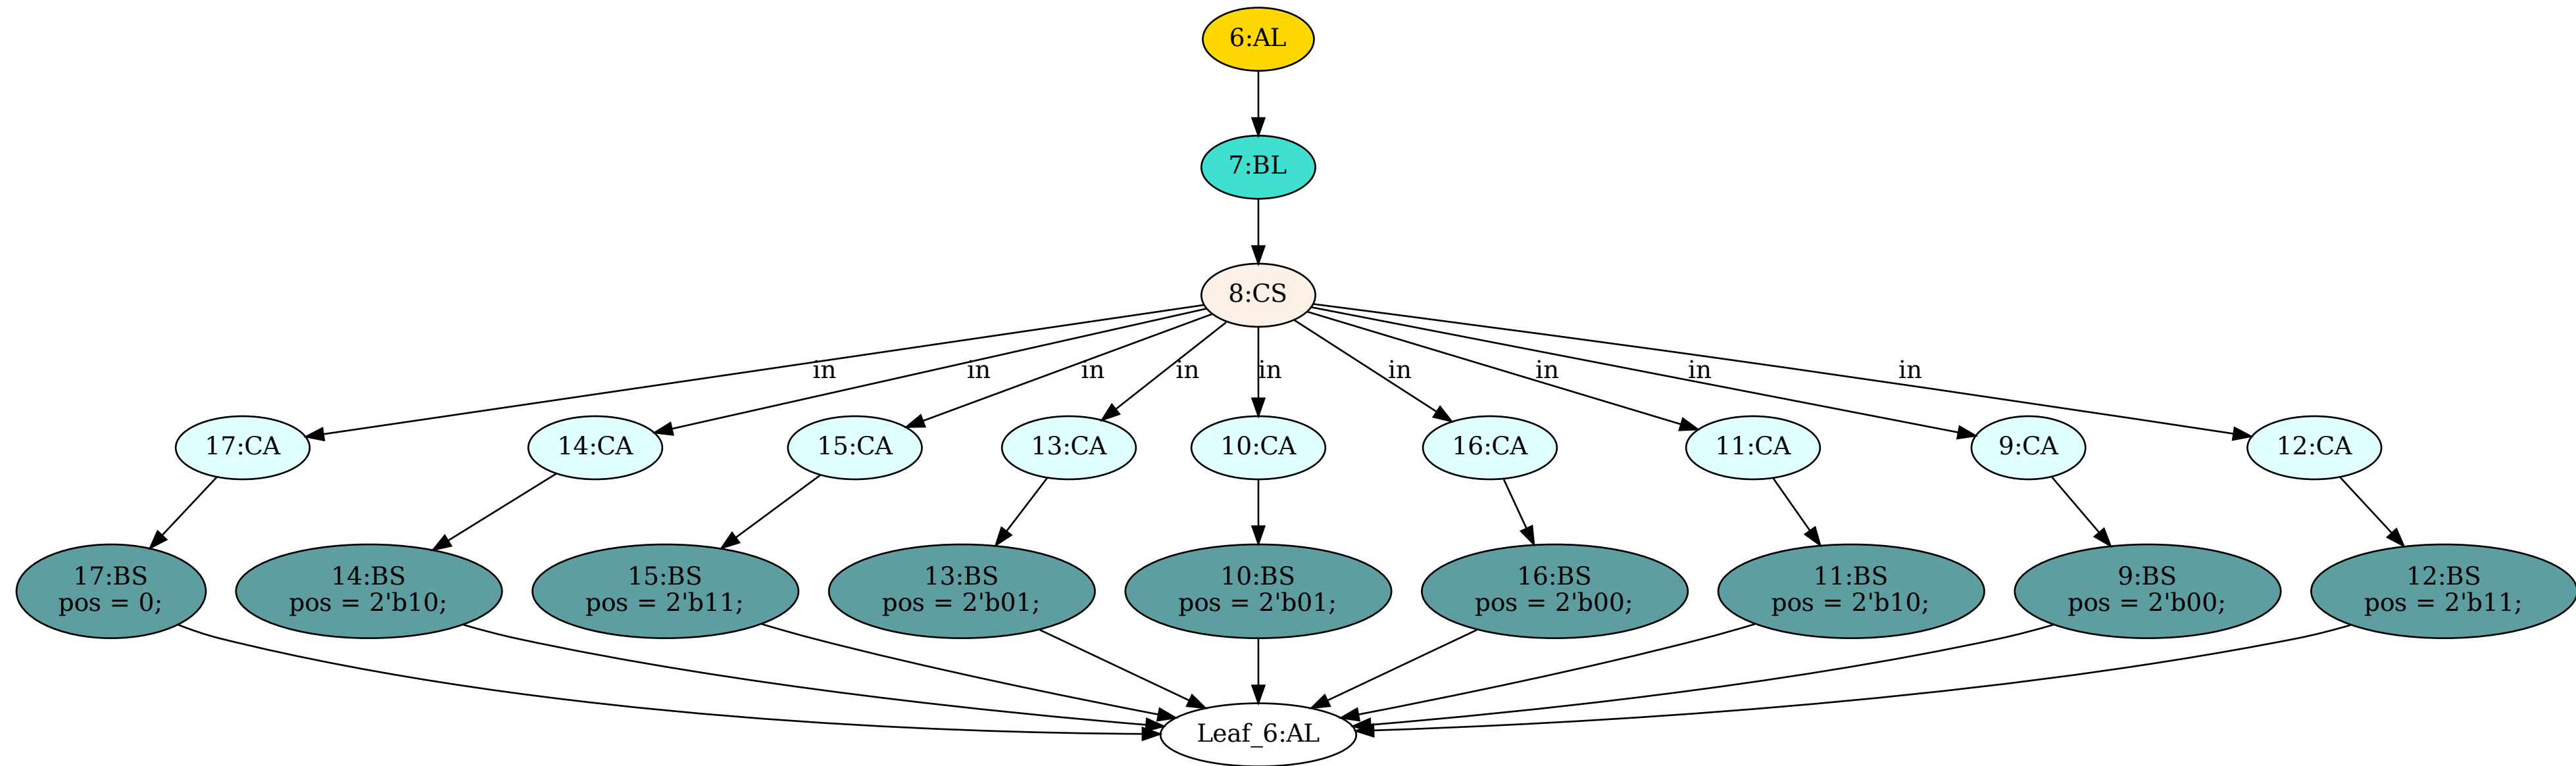 6:AL
7:BL
8:CS
in in in in in in in in in
17:CA 14:CA 15:CA 13:CA 10:CA 16:CA 11:CA 9:CA 12:CA
17:BS
pos = 0;
14:BS
pos = 2'b10;
15:BS
pos = 2'b11;
13:BS
pos = 2'b01;
10:BS
pos = 2'b01;
16:BS
pos = 2'b00;
11:BS
pos = 2'b10;
9:BS
pos = 2'b00;
12:BS
pos = 2'b11;
Leaf_6:AL